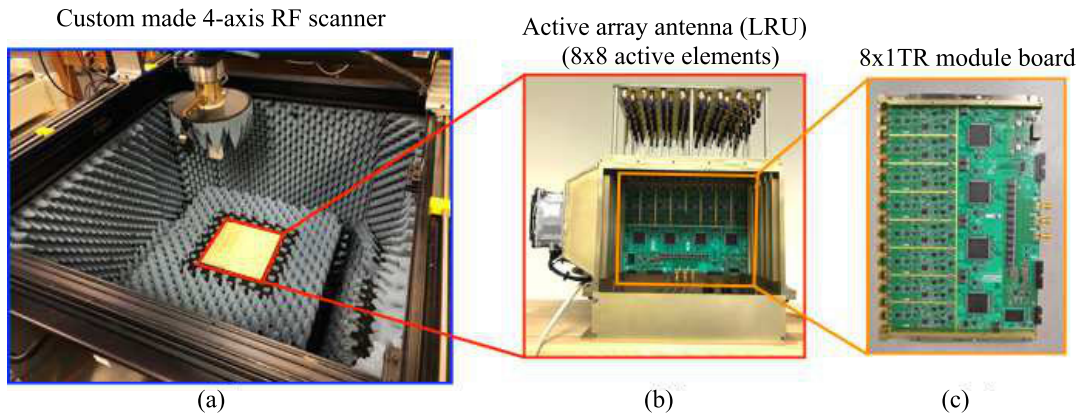 Custom made 4-axis RF scanner
Active array antenna (LRU)
(8x8 active elements)
8x1TR module board
(a)
(b)
(c)